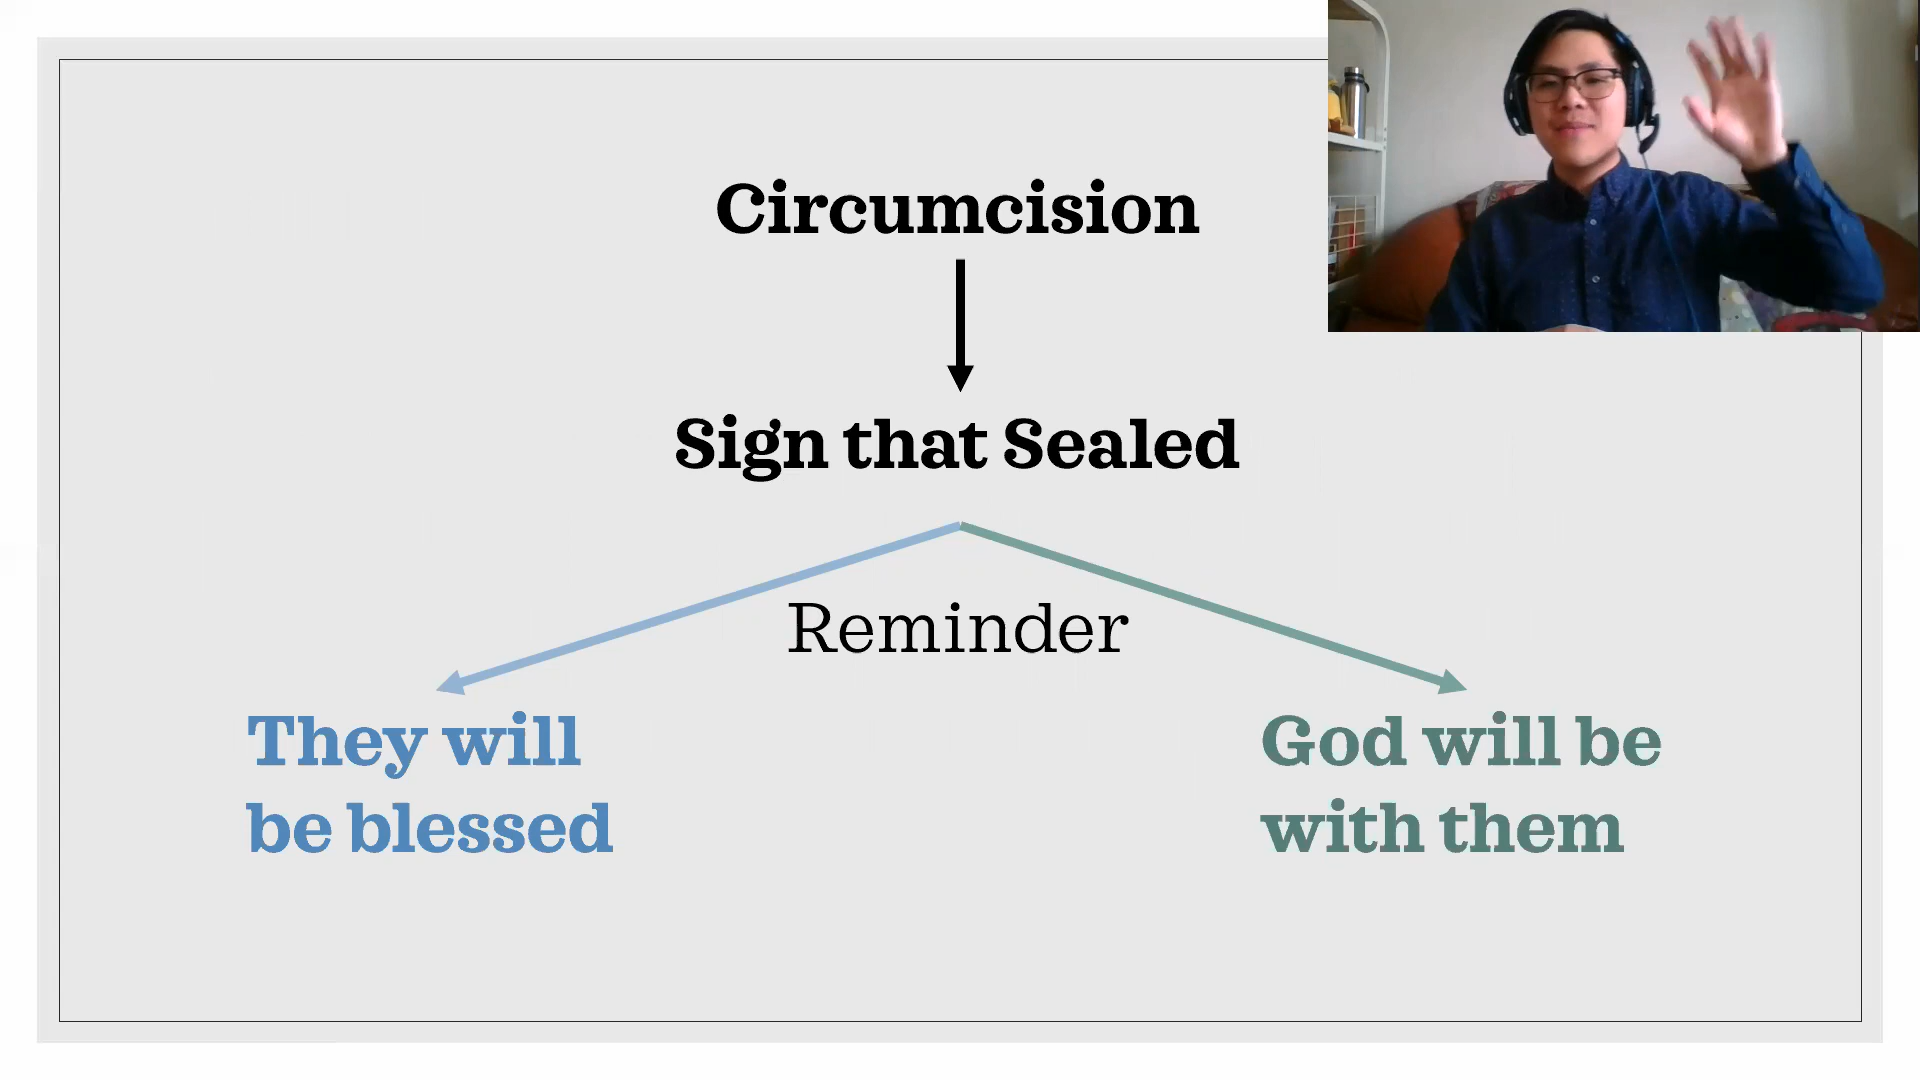 Circumcision
Sign that Sealed
Reminder
They will
be blessed
God will be
with them